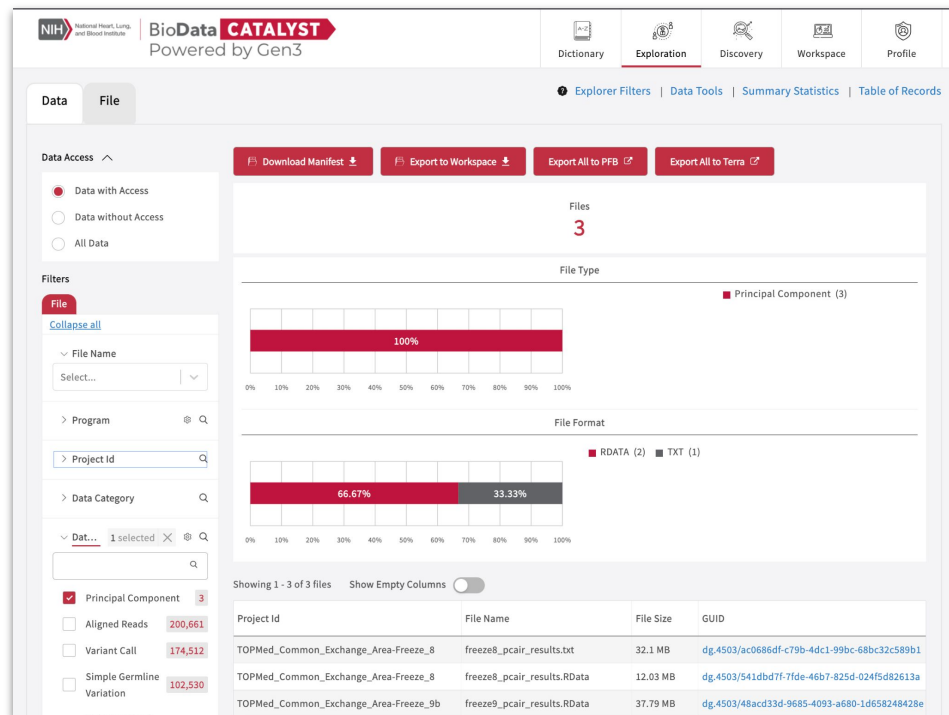 NIH National Heart, Lung, and Blood Institute
BioData CATALYST
Powered by Gen3
Dictionary
Exploration
Discovery
Workspace
Profile
Data
File
Explorer Filters | Data Tools | Summary Statistics | Table of Records
Data Access
Data with Access
Data without Access
All Data
Filters
File
Collapse all
File Name
Select...
Program
Project Id
Data Category
Dat... 1 selected
Principal Component 3
Aligned Reads 200,661
Variant Call 174,512
Simple Germline
Variation
102,530
Download Manifest
Export to Workspace
Export All to PFB
Export All to Terra
Files
3
File Type
Principal Component (3)
100%
0% 10% 20% 30% 40% 50% 60% 70% 80% 90% 100%
File Format
RDATA (2) TXT (1)
66.67% 33.33%
0% 10% 20% 30% 40% 50% 60% 70% 80% 90% 100%
Showing 1 - 3 of 3 files Show Empty Columns
Project Id File Name File Size GUID
TOPMed_Common_Exchange_Area-Freeze_8 freeze8_pcair_results.txt 32.1 MB dg.4503/ac0686df-c79b-4dc1-99bc-68bc32c589b1
TOPMed_Common_Exchange_Area-Freeze_8 freeze8_pcair_results.RData 12.03 MB dg.4503/541dbd7f-7fde-46b7-825d-024f5d82613a
TOPMed_Common_Exchange_Area-Freeze_9b freeze9_pcair_results.RData 37.79 MB dg.4503/48acd33d-9685-4093-a680-1d658248428e